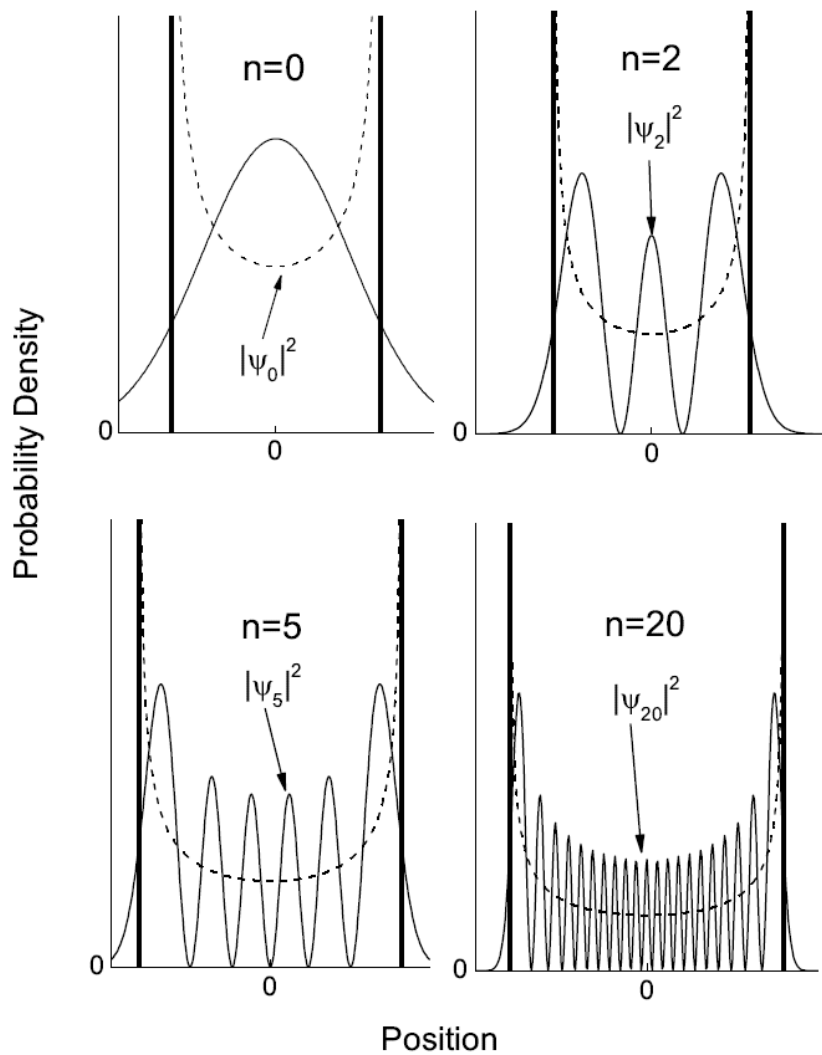 Probability Density
n=0
|ψ₀|²
0
0
n=2
|ψ₂|²
0
0
n=5
|ψ₅|²
0
0
n=20
|ψ₂₀|²
0
0
Position